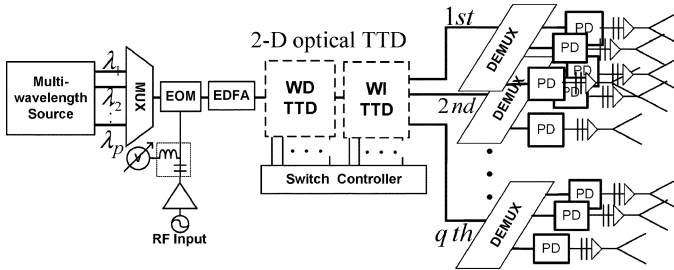 Multi-
wavelength
Source
λ1
λ2
λp
MUX
V
EOM
RF Input
EDFA
2-D optical TTD
WD
TTD
WI
TTD
Switch Controller
1st
2nd
q th
DEMUX
PD
PD
PD
DEMUX
PD
PD
PD
DEMUX
PD
PD
PD